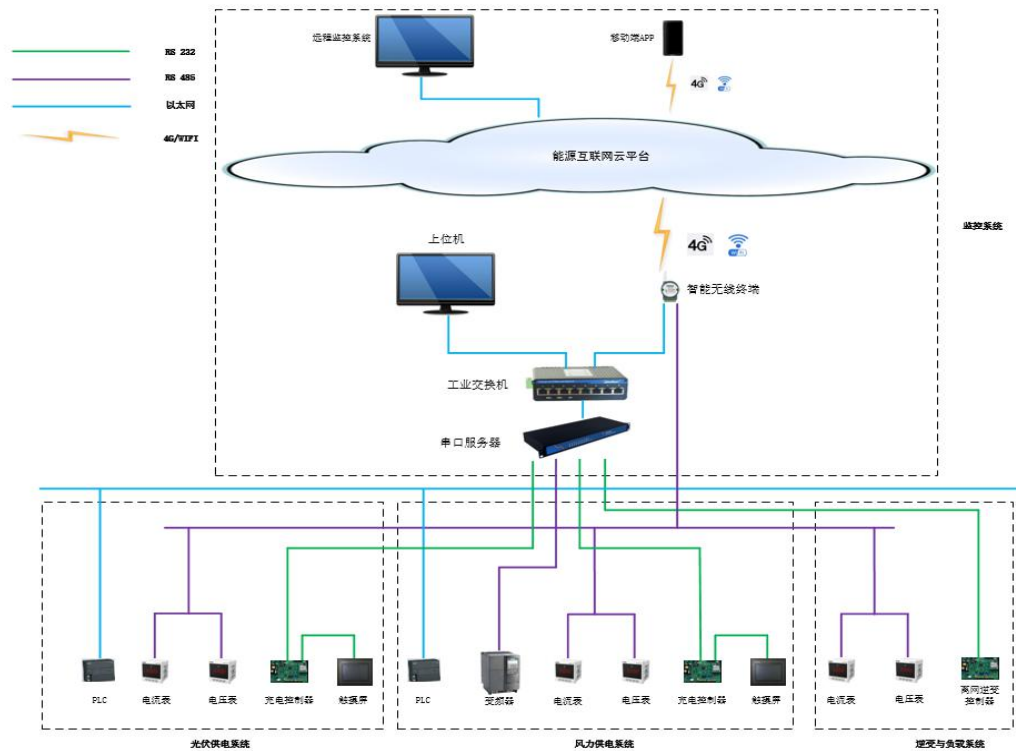 远程监控系统
移动端APP
RS 232
RS 485
以太网
4G/WIFI
4G
能源互联网云平台
监控系统
上位机
4G
智能无线终端
工业交换机
串口服务器
PLC
电流表
电压表
充电控制器
触摸屏
PLC
变频器
电流表
电压表
充电控制器
触摸屏
电流表
电压表
离网逆变
控制器
光伏供电系统
风力供电系统
逆变与负载系统